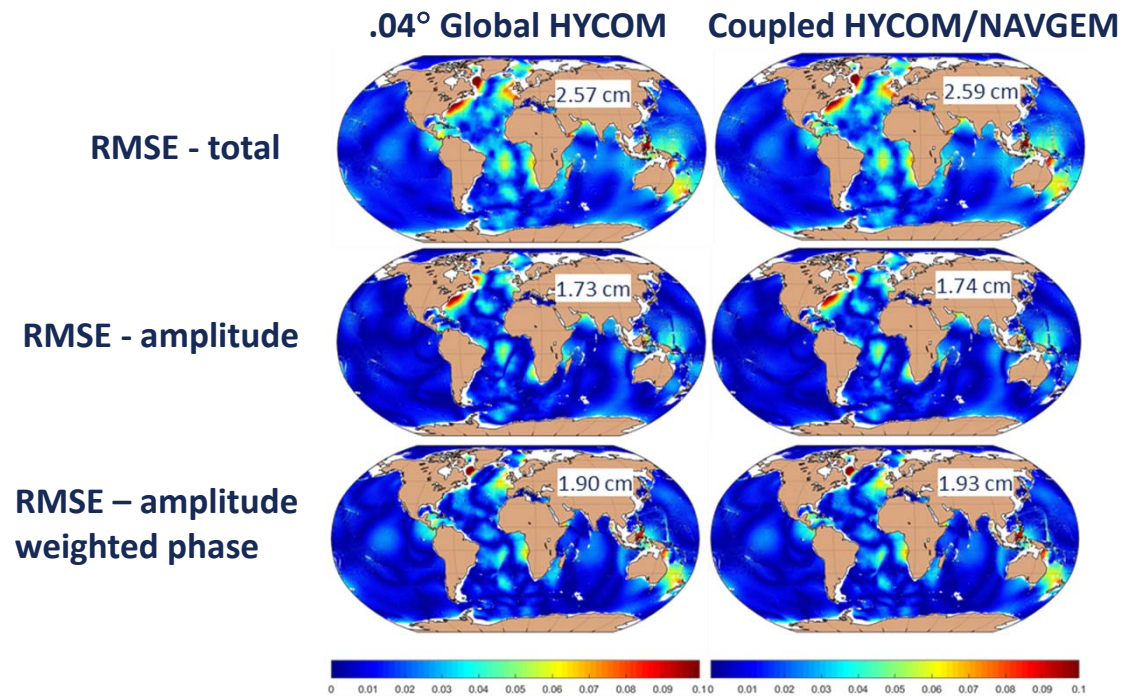 .04° Global HYCOM
Coupled HYCOM/NAVGEM
RMSE - total
2.57 cm
2.59 cm
RMSE - amplitude
1.73 cm
1.74 cm
RMSE – amplitude
weighted phase
1.90 cm
1.93 cm
0 0.01 0.02 0.03 0.04 0.05 0.06 0.07 0.08 0.09 0.10
0.01 0.02 0.03 0.04 0.05 0.06 0.07 0.08 0.09 0.1